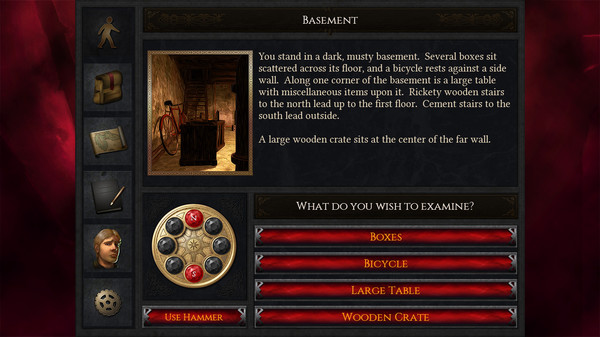 BASEMENT
You stand in a dark, musty basement. Several boxes sit
scattered across its floor, and a bicycle rests against a side
wall. Along one corner of the basement is a large table
with miscellaneous items upon it. Rickety wooden stairs
to the north lead up to the first floor. Cement stairs to the
south lead outside.
A large wooden crate sits at the center of the far wall.
N
S
WHAT DO YOU WISH TO EXAMINE?
BOXES
BICYCLE
LARGE TABLE
WOODEN CRATE
USE HAMMER